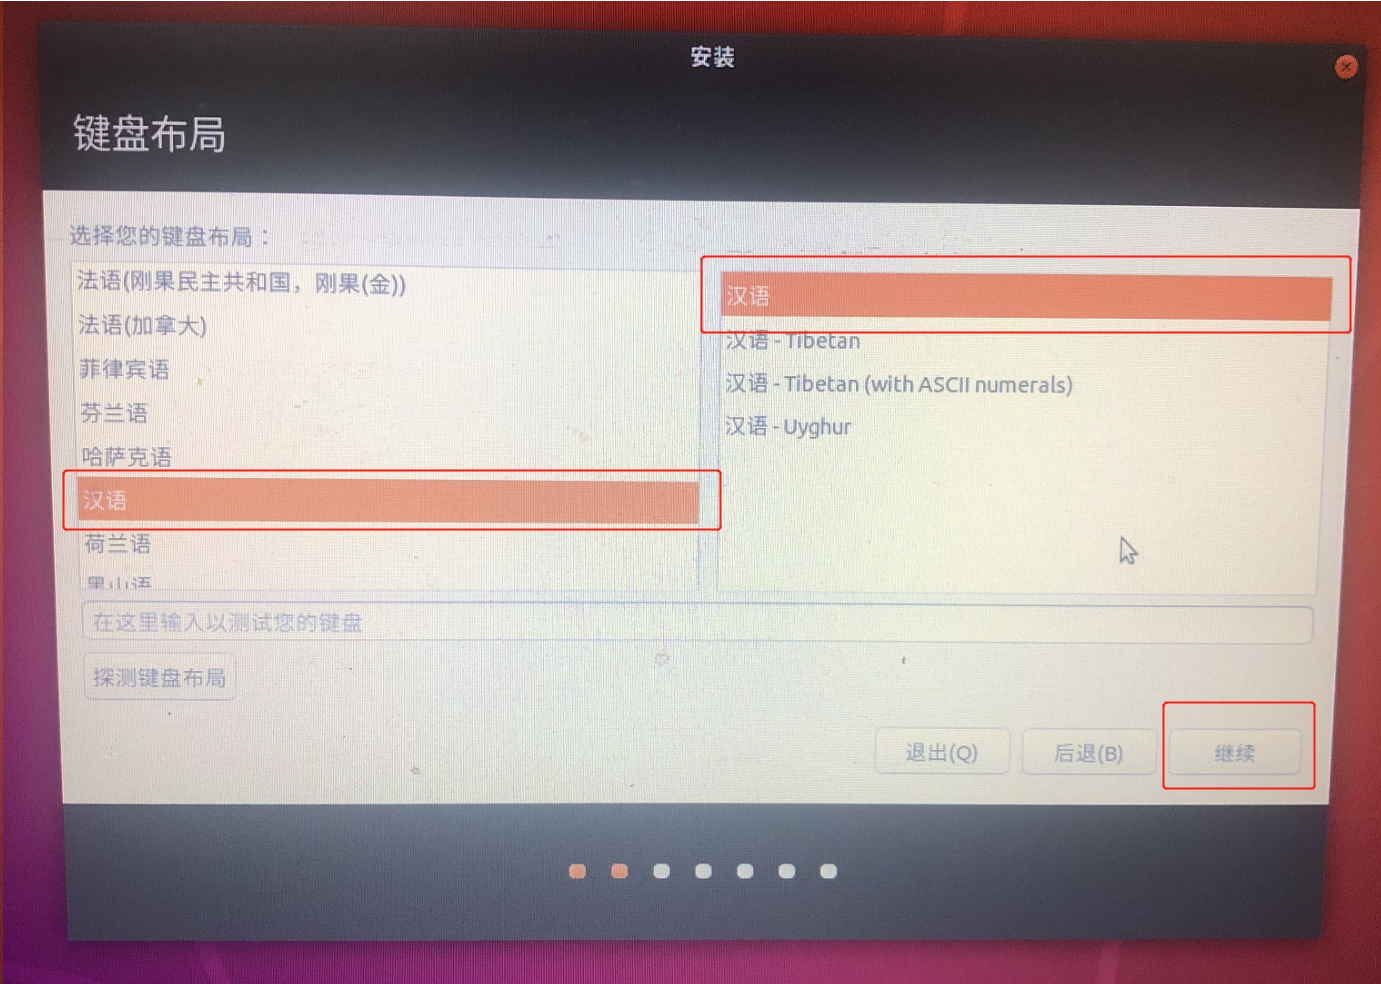 安装
键盘布局
选择您的键盘布局：
法语(刚果民主共和国，刚果(金))
法语(加拿大)
菲律宾语
芬兰语
哈萨克语
汉语
荷兰语
黑山语
汉语
汉语 - Tibetan
汉语 - Tibetan (with ASCII numerals)
汉语 - Uyghur
在这里输入以测试您的键盘
探测键盘布局
退出(Q)
后退(B)
继续